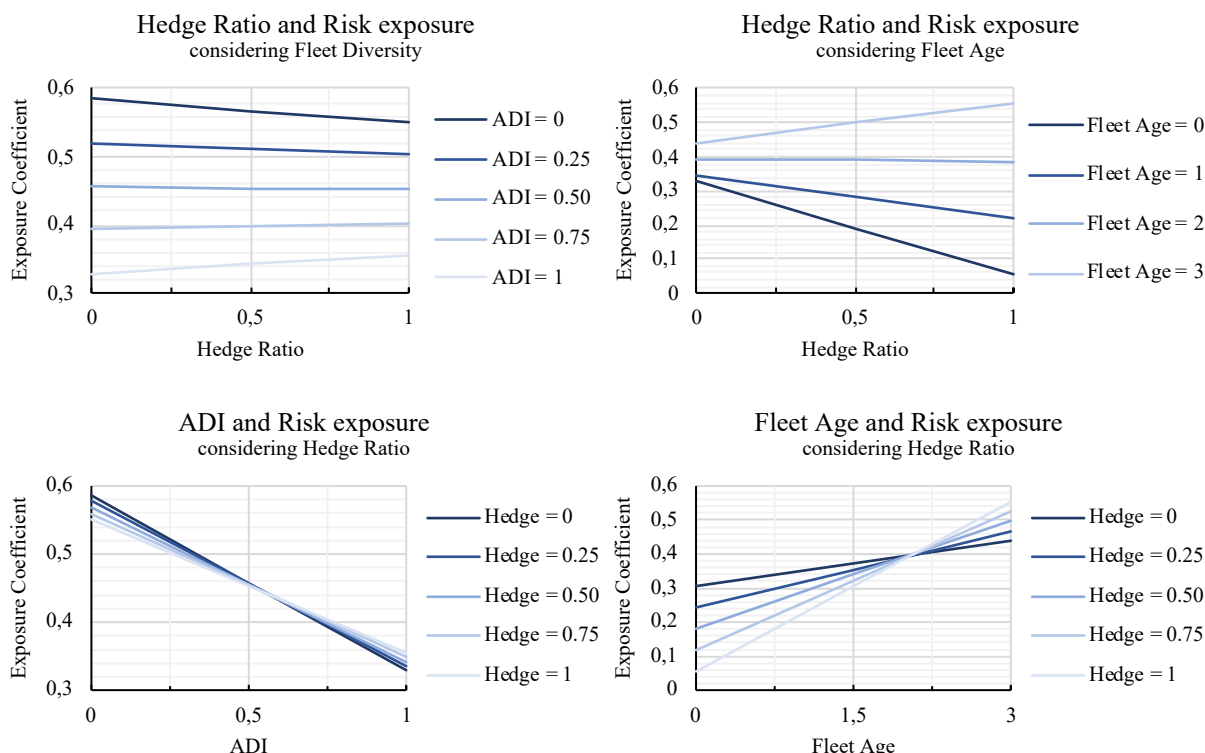 Hedge Ratio and Risk exposure
considering Fleet Diversity
0,6
0,5
0,4
0,3
Exposure Coefficient
0
0,5
1
Hedge Ratio
ADI = 0
ADI = 0.25
ADI = 0.50
ADI = 0.75
ADI = 1
Hedge Ratio and Risk exposure
considering Fleet Age
0,6
0,5
0,4
0,3
0,2
0,1
0
Exposure Coefficient
0
0,5
1
Hedge Ratio
Fleet Age = 0
Fleet Age = 1
Fleet Age = 2
Fleet Age = 3
ADI and Risk exposure
considering Hedge Ratio
0,6
0,5
0,4
0,3
Exposure Coefficient
0
0,5
1
ADI
Hedge = 0
Hedge = 0.25
Hedge = 0.50
Hedge = 0.75
Hedge = 1
Fleet Age and Risk exposure
considering Hedge Ratio
0,6
0,5
0,4
0,3
0,2
0,1
0
Exposure Coefficient
0
1,5
3
Fleet Age
Hedge = 0
Hedge = 0.25
Hedge = 0.50
Hedge = 0.75
Hedge = 1